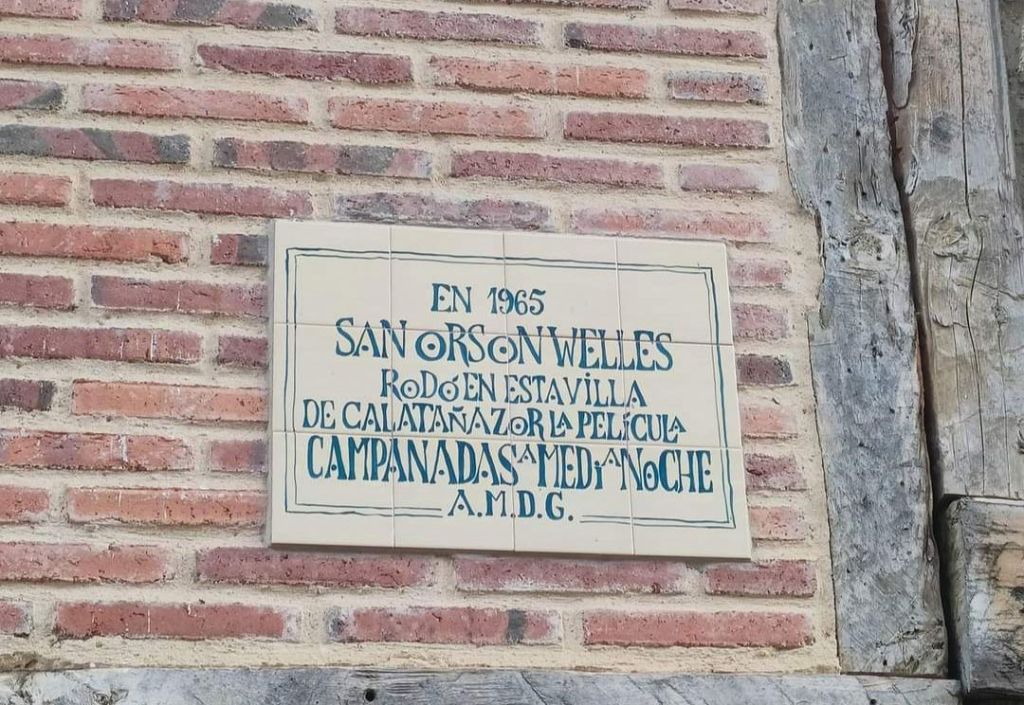 EN 1965
SAN ORSON WELLES
RODÓ EN ESTA VILLA
DE CALATAÑAZOR LA PELÍCULA
CAMPANADAS A MEDIANOCHE
A.M.D.G.